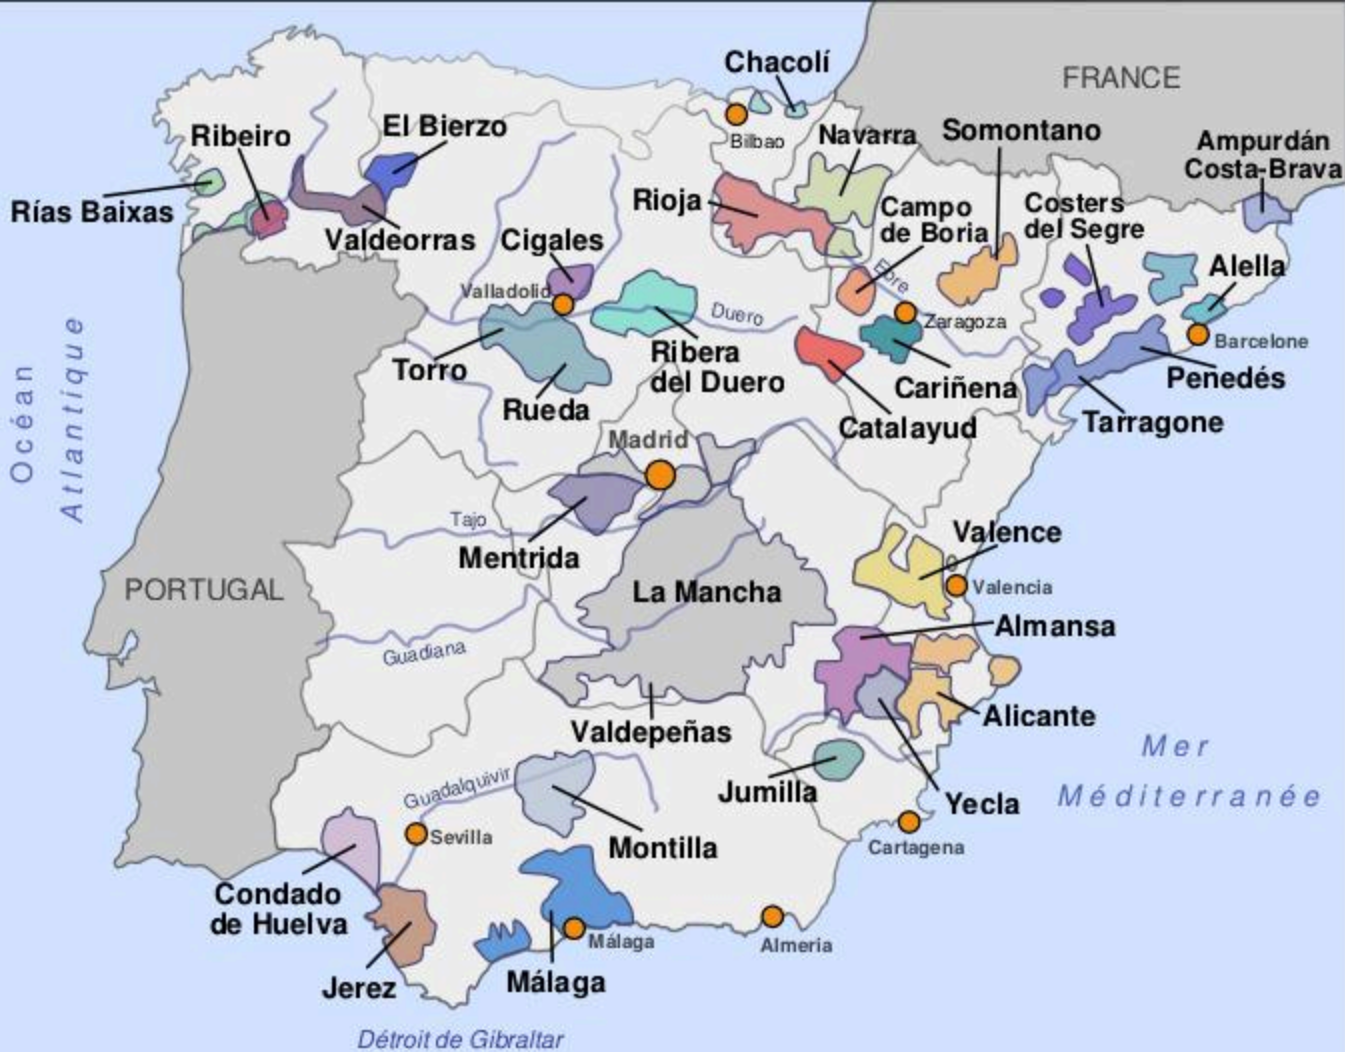 Chacolí
FRANCE
Bilbao
Ribeiro
El Bierzo
Navarra
Somontano
Ampurdán
Costa-Brava
Rías Baixas
Rioja
Campo
de Boria
Costers
del Segre
Valdeorras
Cigales
Alella
Ebre
Valladolid
Duero
Zaragoza
Barcelone
Torro
Ribera
del Duero
Cariñena
Penedés
Rueda
Catalayud
Tarragone
Océan
Atlantique
Madrid
Tajo
Mentrida
Valence
PORTUGAL
La Mancha
Valencia
Almansa
Guadiana
Valdepeñas
Alicante
Mer
Méditerranée
Guadalquivir
Jumilla
Yecla
Sevilla
Montilla
Cartagena
Condado
de Huelva
Málaga
Almeria
Jerez
Málaga
Détroit de Gibraltar